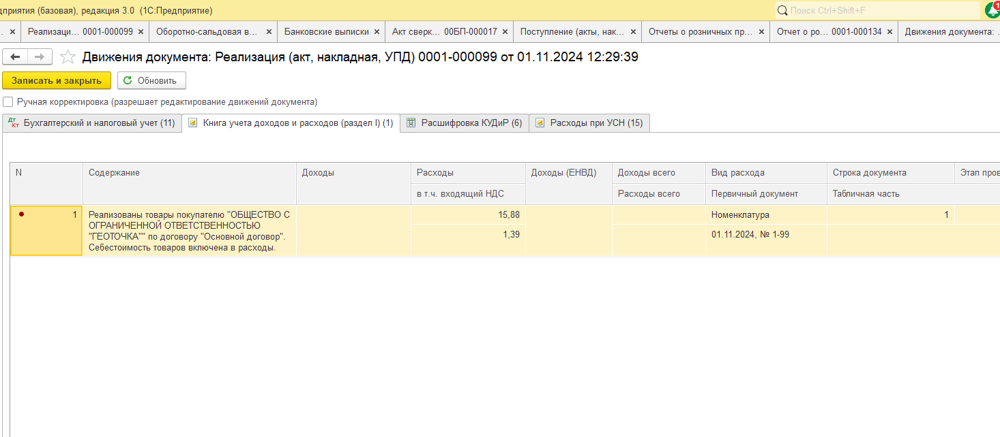 дприятия (базовая), редакция 3.0 (1С:Предприятие)
Поиск Ctrl+Shift+F
1
. × Реализаци... 0001-000099 × Оборотно-сальдовая в... × Банковские выписки × Акт сверк... 00БП-000017 × Поступление (акты, нак... × Отчеты о розничных пр... × Отчет о ро... 0001-000134 × Движения документа: ..
Движения документа: Реализация (акт, накладная, УПД) 0001-000099 от 01.11.2024 12:29:39
Записать и закрыть Обновить
Ручная корректировка (разрешает редактирование движений документа)
Дт Кт Бухгалтерский и налоговый учет (11) Книга учета доходов и расходов (раздел I) (1) Расшифровка КУДиР (6) Расходы при УСН (15)
N Содержание Доходы Расходы Доходы (ЕНВД) Доходы всего Вид расхода Строка документа Этап пров
в т.ч. входящий НДС Расходы всего Первичный документ Табличная часть
1 Реализованы товары покупателю "ОБЩЕСТВО С 15,88 Номенклатура 1
ОГРАНИЧЕННОЙ ОТВЕТСТВЕННОСТЬЮ
"ГЕОТОЧКА"" по договору "Основной договор". 1,39 01.11.2024, № 1-99
Себестоимость товаров включена в расходы.